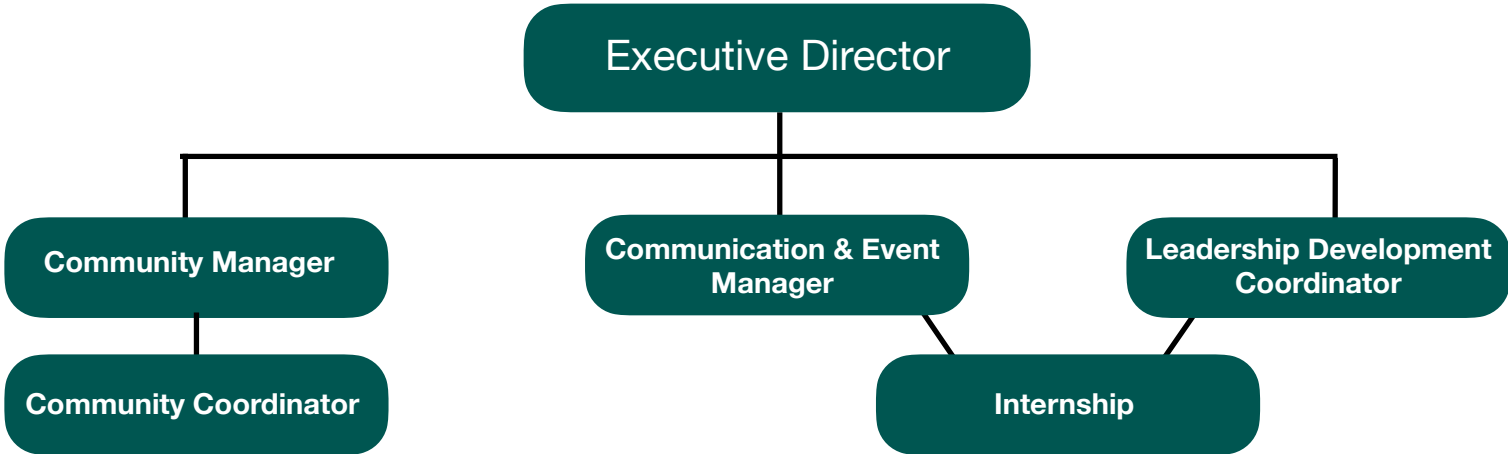 Executive Director
Community Manager
Communication & Event
Manager
Leadership Development
Coordinator
Community Coordinator
Internship